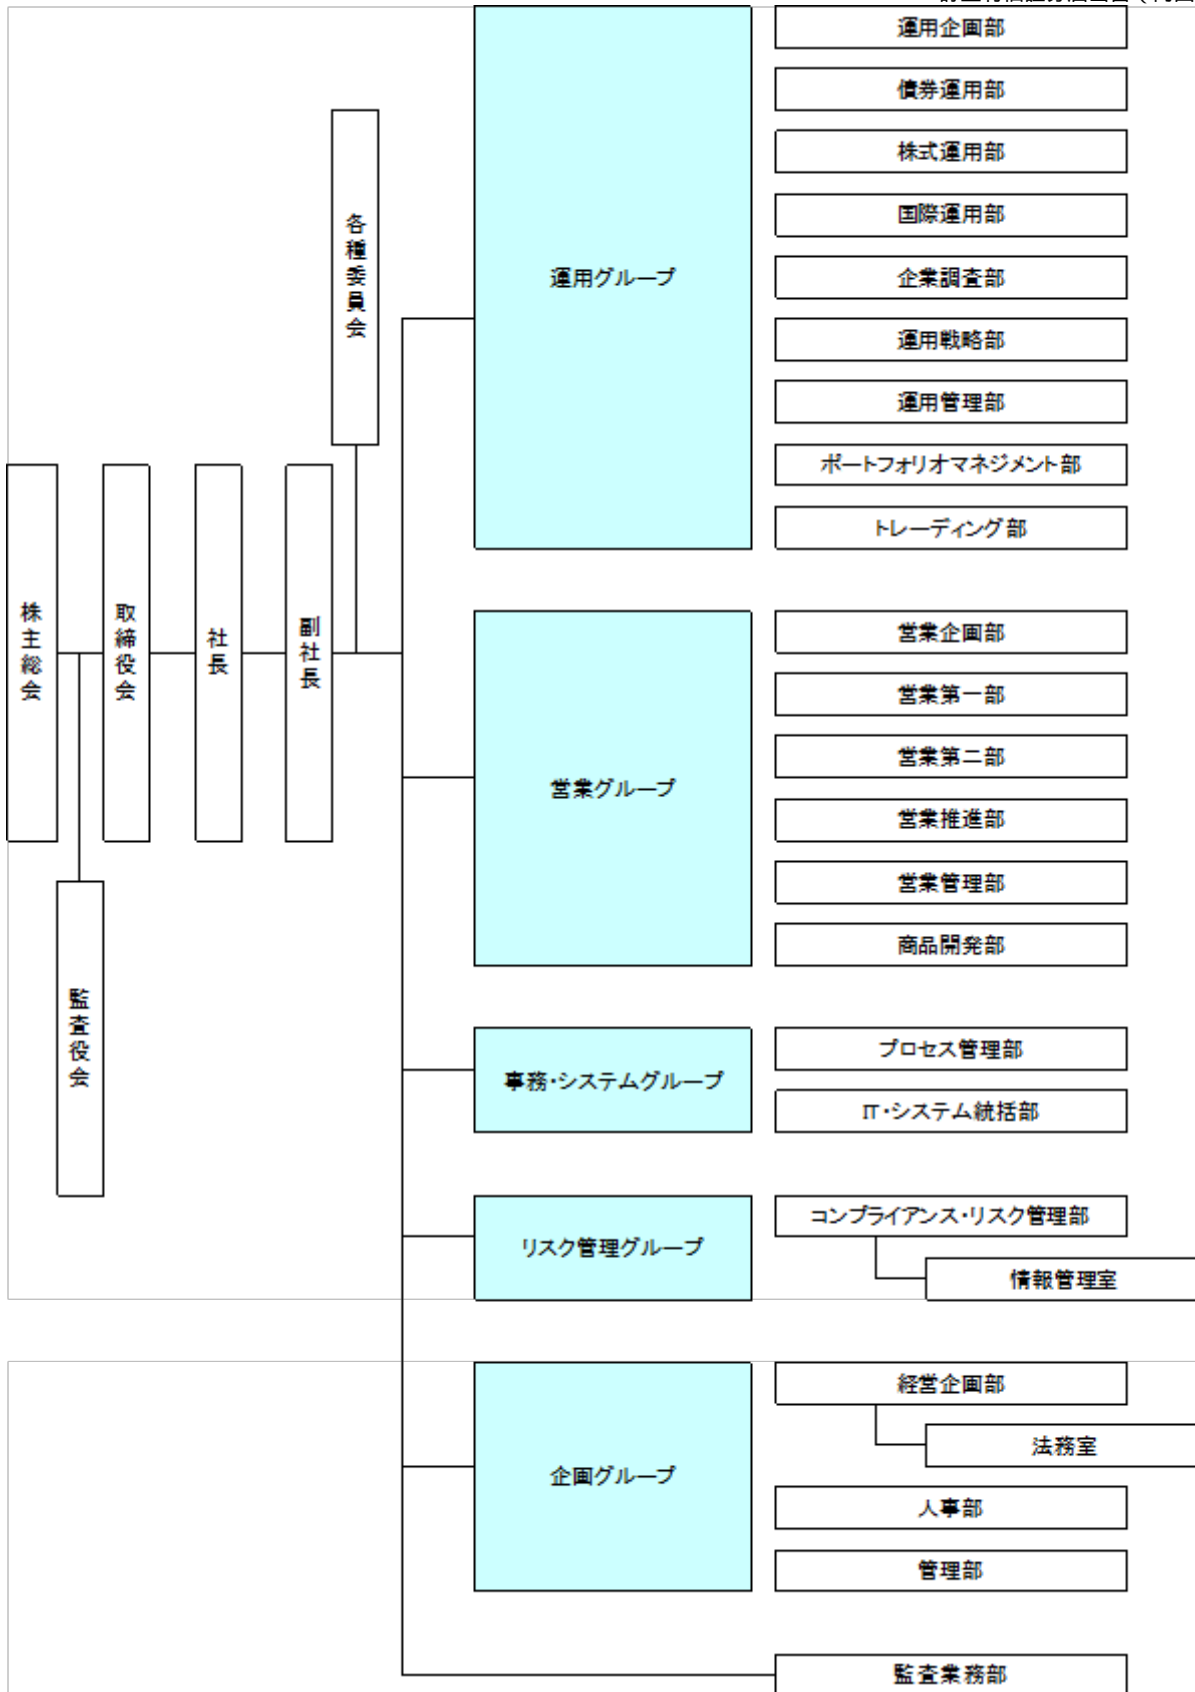 運用企画部
債券運用部
株式運用部
国際運用部
企業調査部
運用戦略部
運用管理部
ポートフォリオマネジメント部
トレーディング部
運用グループ
各種委員会
株主総会
取締役会
社長
副社長
監査役会
営業グループ
営業企画部
営業第一部
営業第二部
営業推進部
営業管理部
商品開発部
事務・システムグループ
プロセス管理部
IT・システム統括部
リスク管理グループ
コンプライアンス・リスク管理部
情報管理室
企画グループ
経営企画部
法務室
人事部
管理部
監査業務部